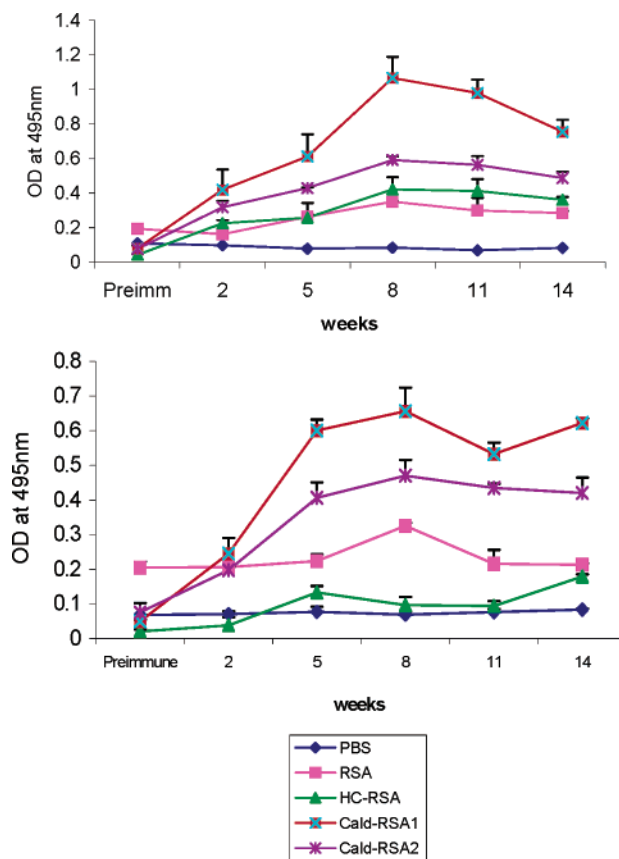 OD at 495nm
1.4
1.2
1
0.8
0.6
0.4
0.2
0
Preimm 2 5 8 11 14
weeks
OD at 495nm
0.8
0.7
0.6
0.5
0.4
0.3
0.2
0.1
0
Preimmune 2 5 8 11 14
weeks
PBS
RSA
HC-RSA
Cald-RSA1
Cald-RSA2